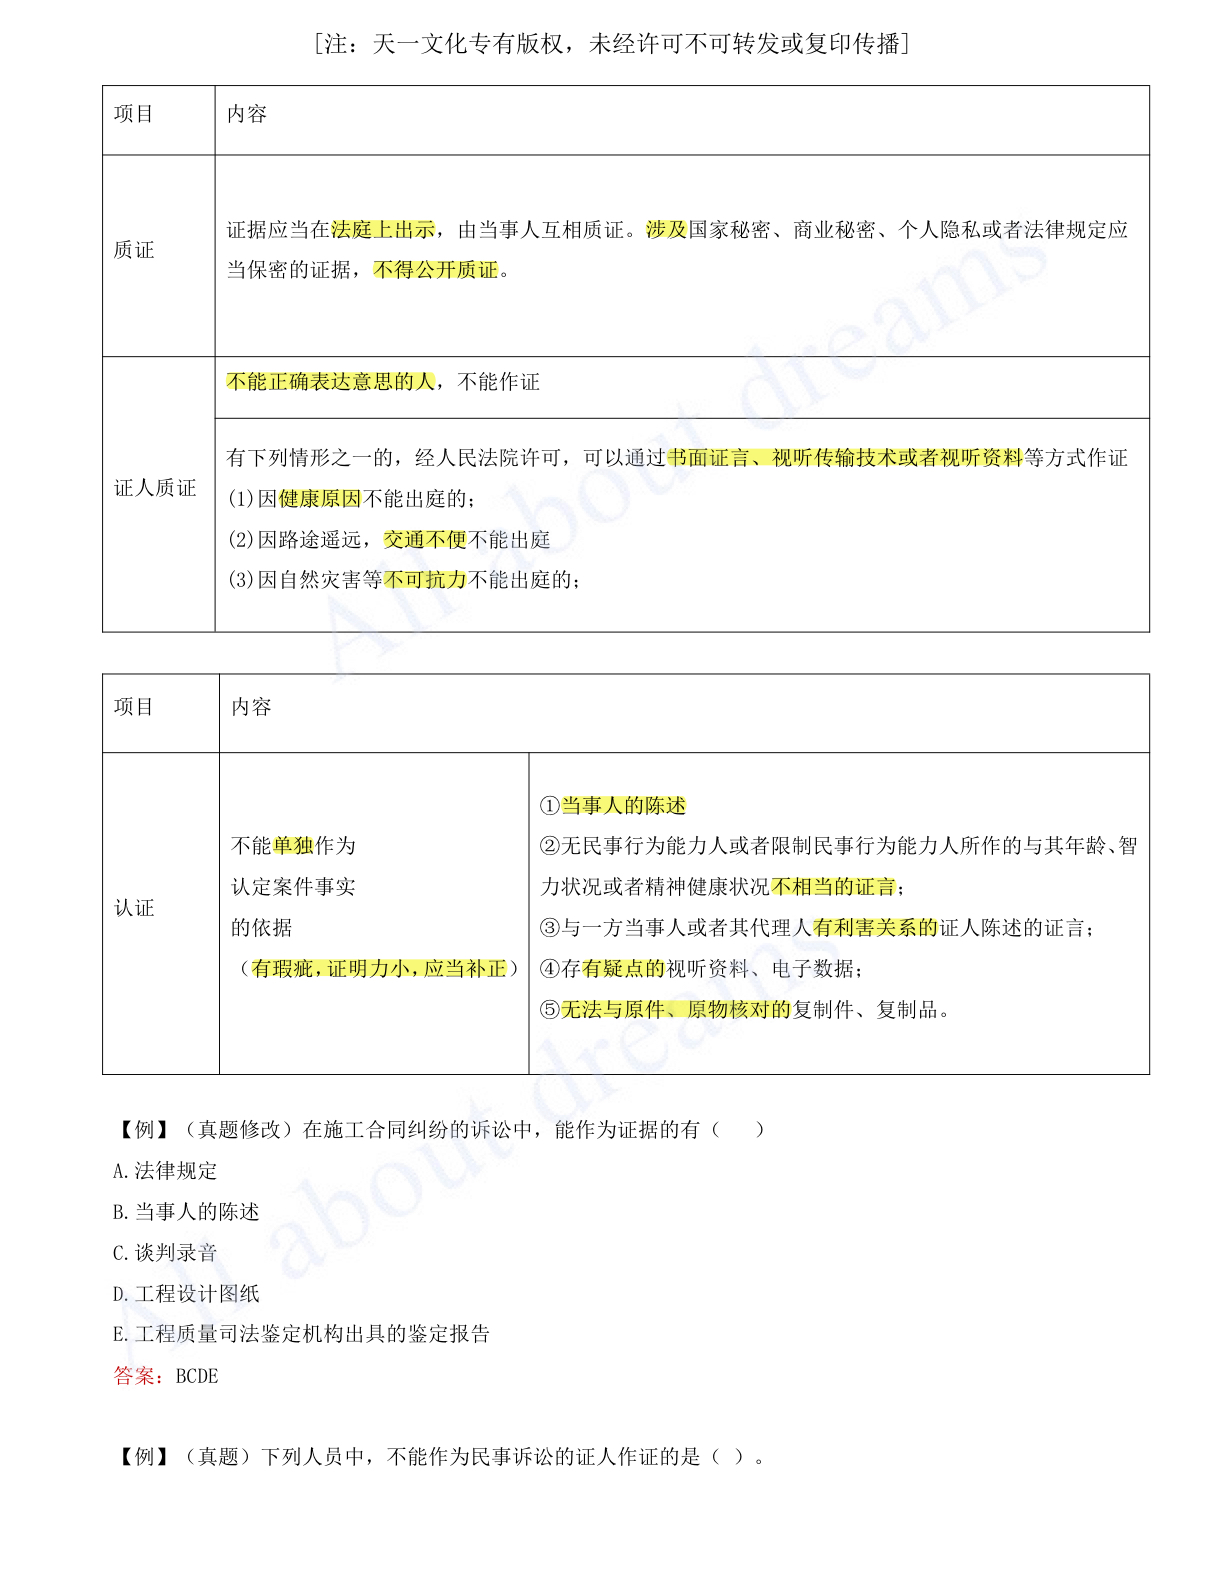 [注：天一文化专有版权，未经许可不可转发或复印传播]
项目
内容
质证
证据应当在法庭上出示，由当事人互相质证。涉及国家秘密、商业秘密、个人隐私或者法律规定应
当保密的证据，不得公开质证。
证人质证
不能正确表达意思的人，不能作证
有下列情形之一的，经人民法院许可，可以通过书面证言、视听传输技术或者视听资料等方式作证
(1)因健康原因不能出庭的；
(2)因路途遥远，交通不便不能出庭
(3)因自然灾害等不可抗力不能出庭的；
All about dreams
项目
内容
认证
不能单独作为
认定案件事实
的依据
（有瑕疵,证明力小,应当补正）
①当事人的陈述
②无民事行为能力人或者限制民事行为能力人所作的与其年龄、智
力状况或者精神健康状况不相当的证言；
③与一方当事人或者其代理人有利害关系的证人陈述的证言；
④存有疑点的视听资料、电子数据；
⑤无法与原件、原物核对的复制件、复制品。
【例】（真题修改）在施工合同纠纷的诉讼中，能作为证据的有（ ）
A.法律规定
B.当事人的陈述
C.谈判录音
D.工程设计图纸
E.工程质量司法鉴定机构出具的鉴定报告
答案：BCDE
All about dreams
【例】（真题）下列人员中，不能作为民事诉讼的证人作证的是（ ）。